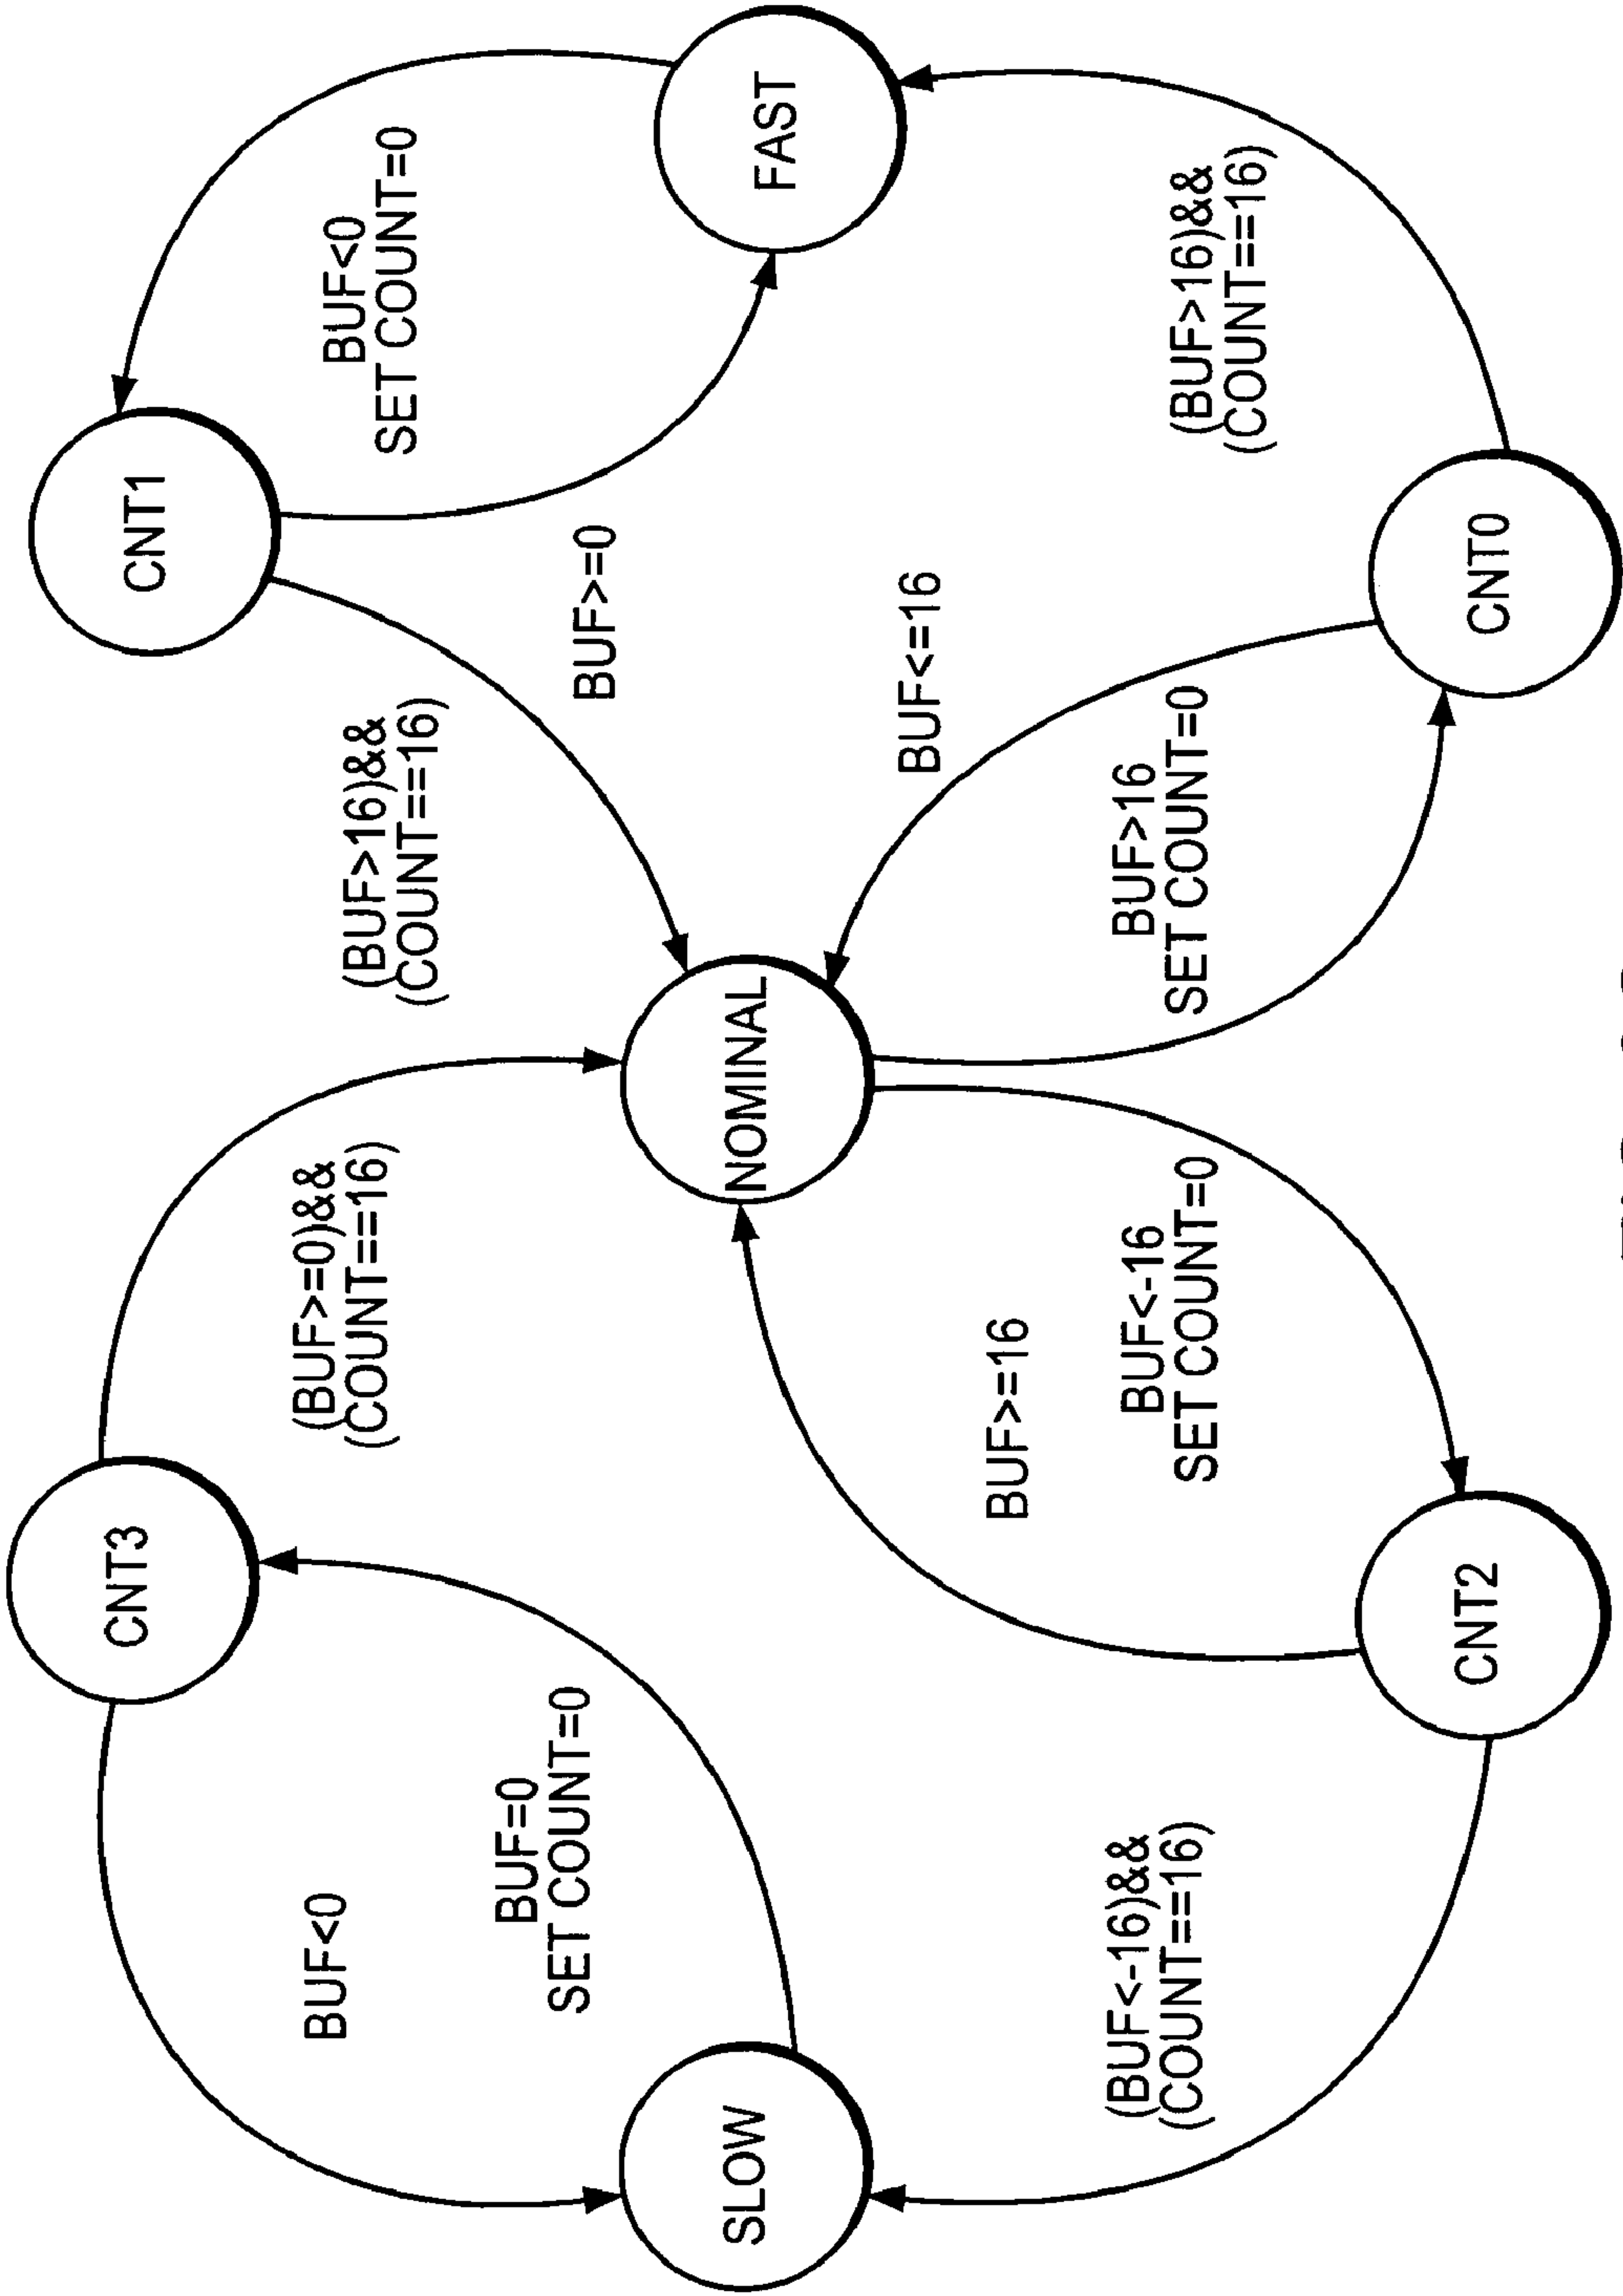 CNT3
CNT1
BUF<0
(BUF>=0)&&
(COUNT==16)
(BUF>16)&&
(COUNT==16)
BUF<0
SET COUNT=0
BUF=0
SET COUNT=0
BUF>=0
SLOW
NOMINAL
FAST
BUF>=16
BUF<=16
(BUF<-16)&&
(COUNT==16)
BUF<-16
SET COUNT=0
BUF>16
SET COUNT=0
(BUF>16)&&
(COUNT==16)
CNT2
CNT0